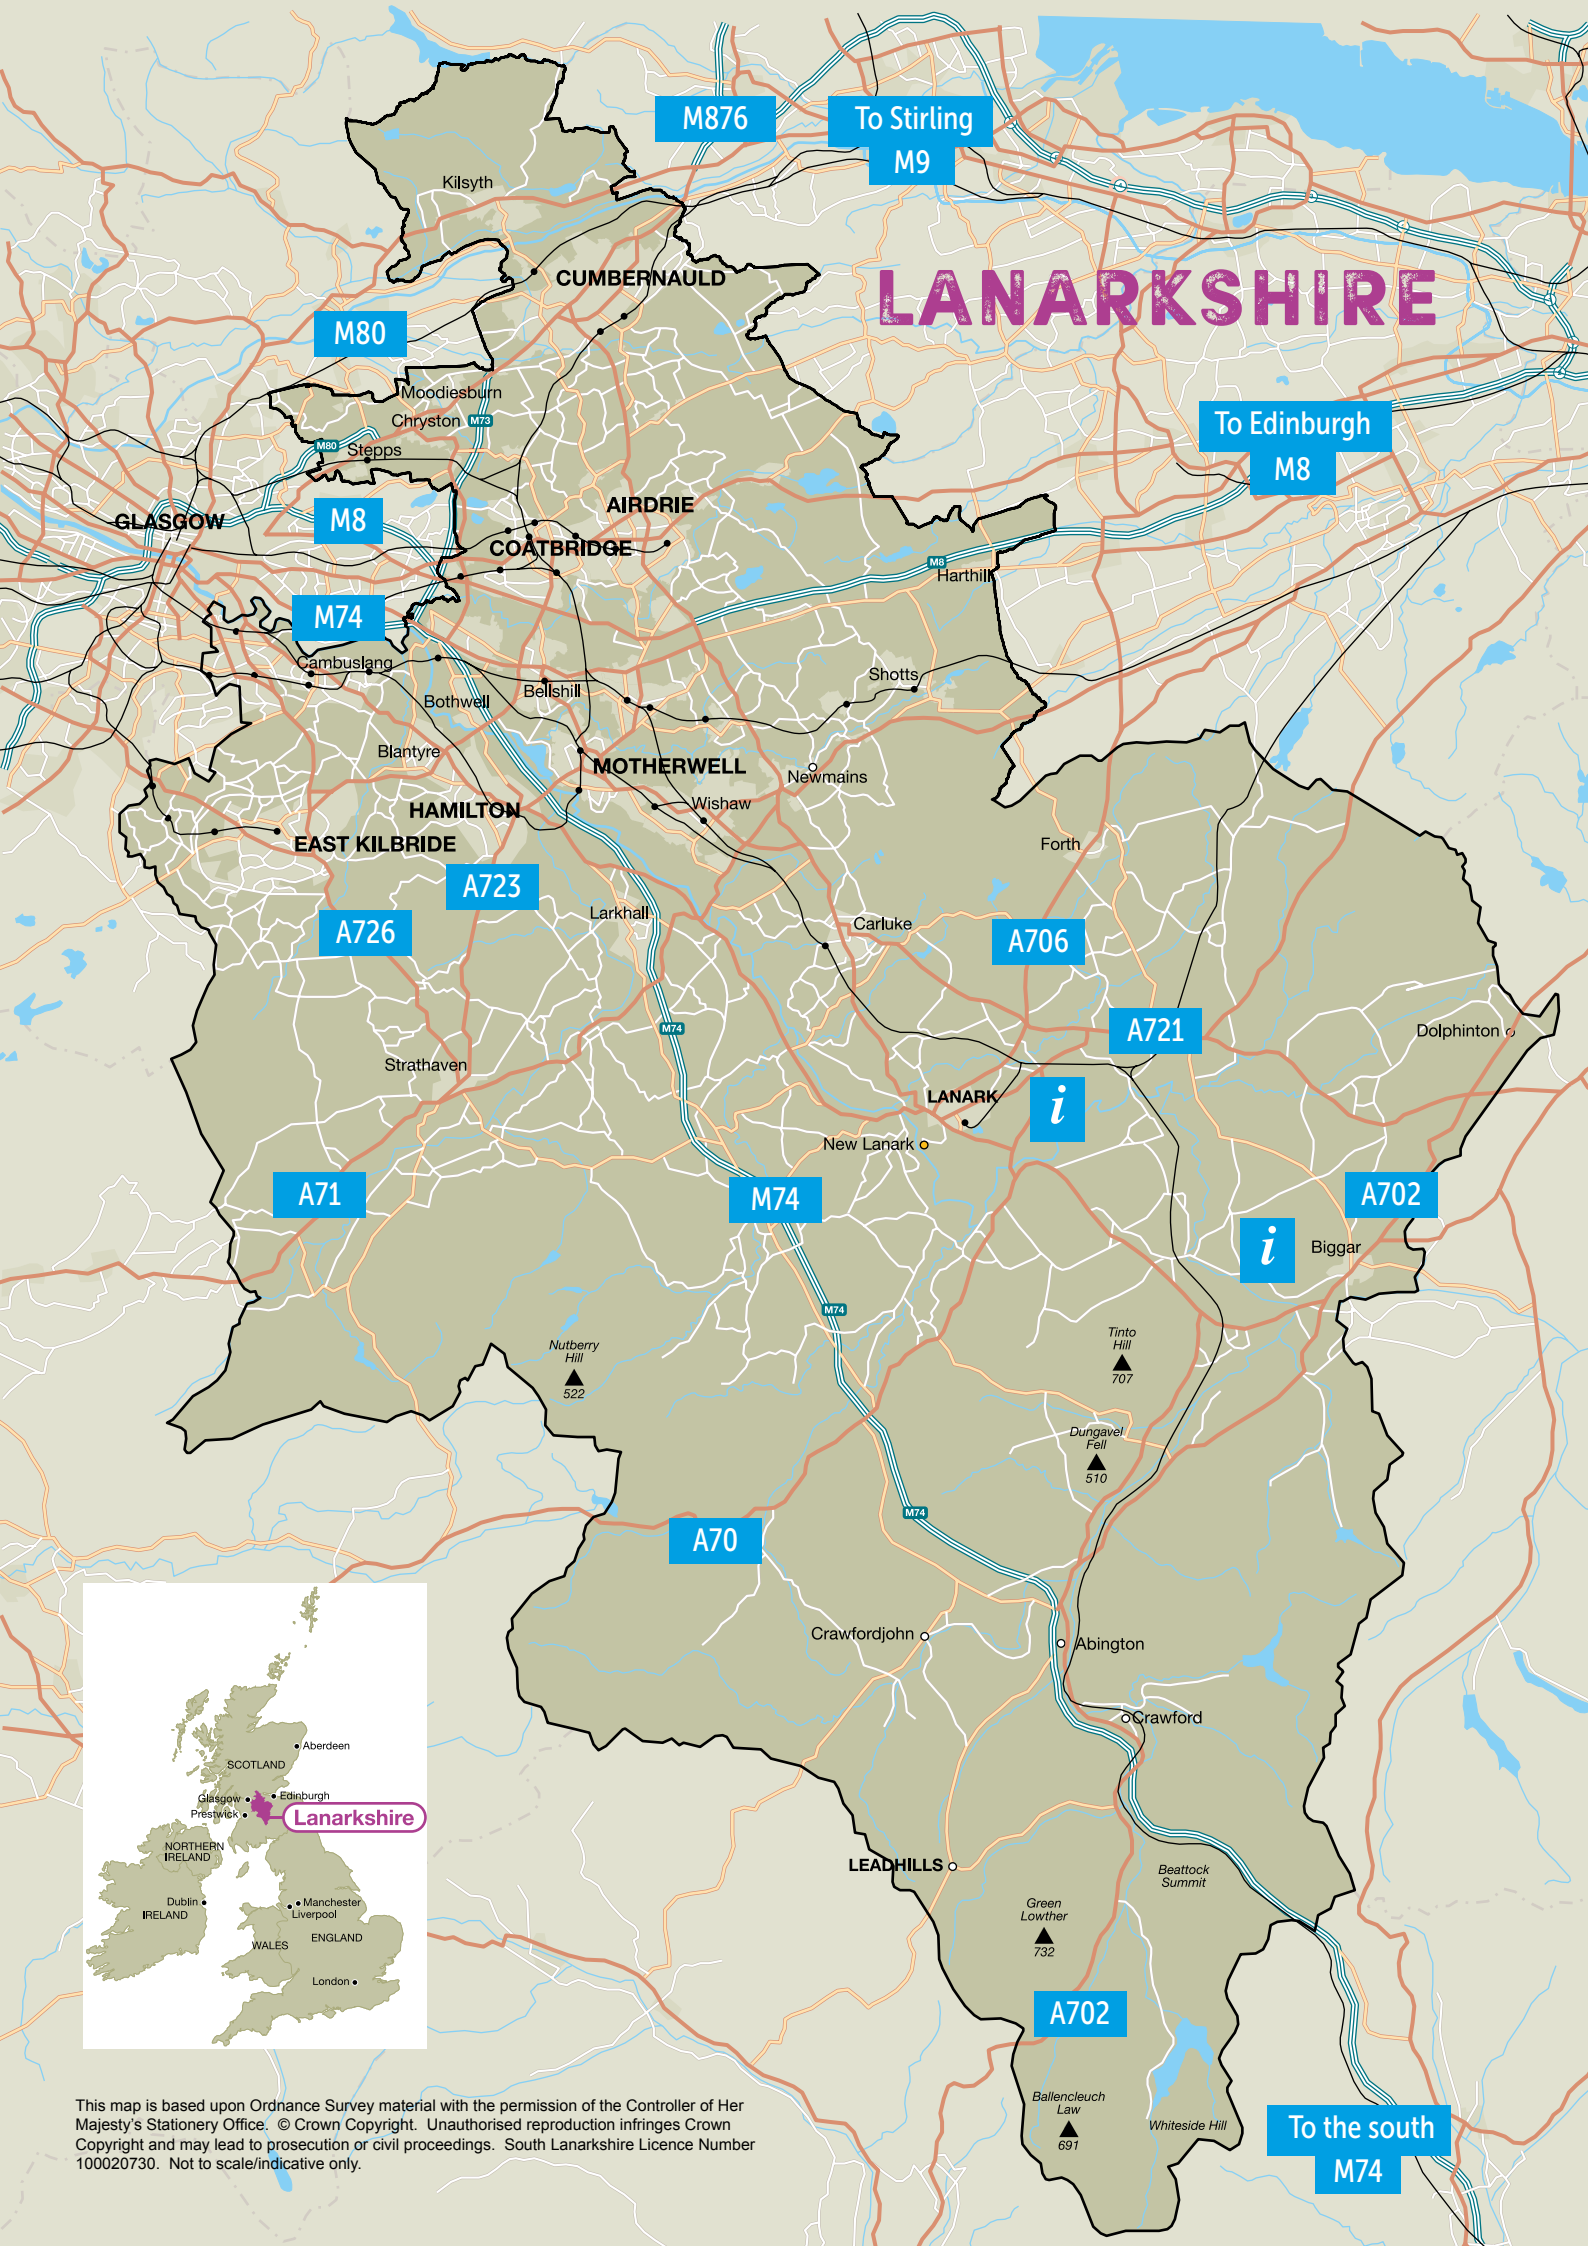 M876
To Stirling
M9
Kilsyth
CUMBERNAULD
LANARKSHIRE
M80
Moodiesburn
Chryston
M73
M80
Stepps
To Edinburgh
M8
GLASGOW
M8
AIRDRIE
COATBRIDGE
M8
Harthill
M74
Cambuslang
Bothwell
Bellshill
Shotts
Blantyre
MOTHERWELL
Newmains
HAMILTON
Wishaw
EAST KILBRIDE
Forth
A723
A726
Larkhall
Carluke
A706
M74
A721
Dolphinton
Strathaven
LANARK
i
New Lanark
A71
M74
A702
i
Biggar
M74
Nutberry
Hill
522
Tinto
Hill
707
Dungavel
Fell
510
M74
A70
Crawfordjohn
Abington
Crawford
LEADHILLS
Beattock
Summit
Green
Lowther
732
A702
Ballencleuch
Law
691
Whiteside Hill
To the south
M74
Aberdeen
SCOTLAND
Glasgow
Edinburgh
Prestwick
Lanarkshire
NORTHERN
IRELAND
Dublin
IRELAND
Manchester
Liverpool
WALES
ENGLAND
London
This map is based upon Ordnance Survey material with the permission of the Controller of Her
Majesty's Stationery Office. © Crown Copyright. Unauthorised reproduction infringes Crown
Copyright and may lead to prosecution or civil proceedings. South Lanarkshire Licence Number
100020730. Not to scale/indicative only.